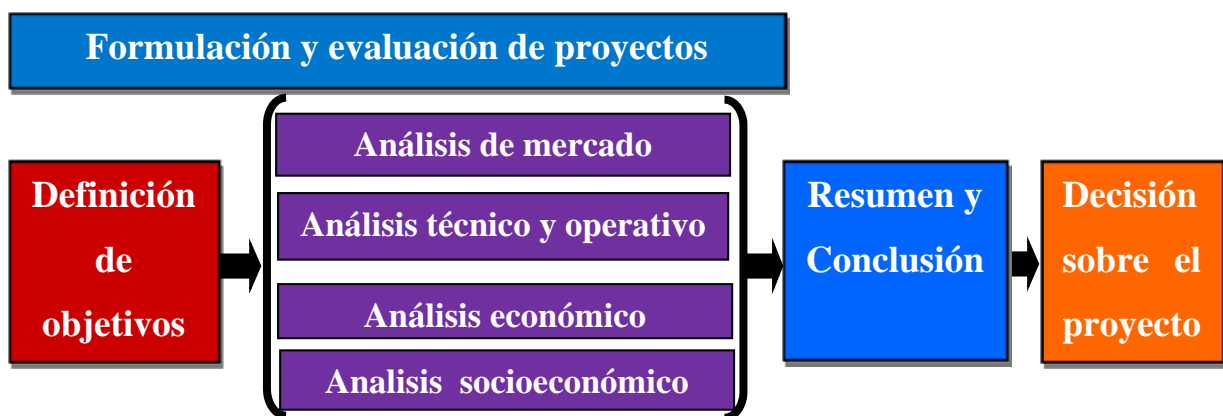 Formulación y evaluación de proyectos
Definición
de
objetivos
Análisis de mercado
Análisis técnico y operativo
Análisis económico
Analisis socioeconómico
Resumen y
Conclusión
Decisión
sobre el
proyecto